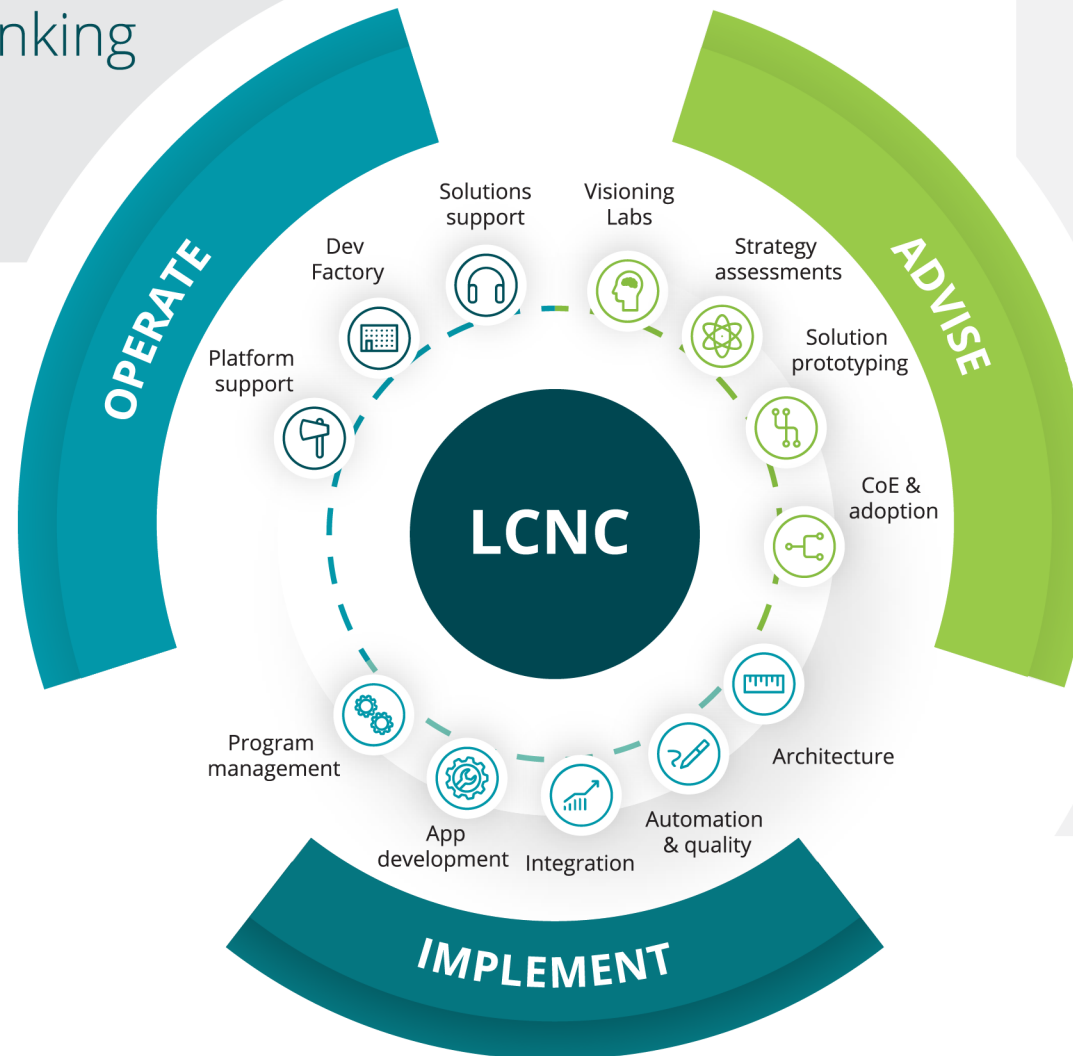 nking
OPERATE
ADVISE
IMPLEMENT
LCNC
Solutions
support
Visioning
Labs
Strategy
assessments
Solution
prototyping
CoE &
adoption
Architecture
Automation
& quality
Integration
App
development
Program
management
Platform
support
Dev
Factory